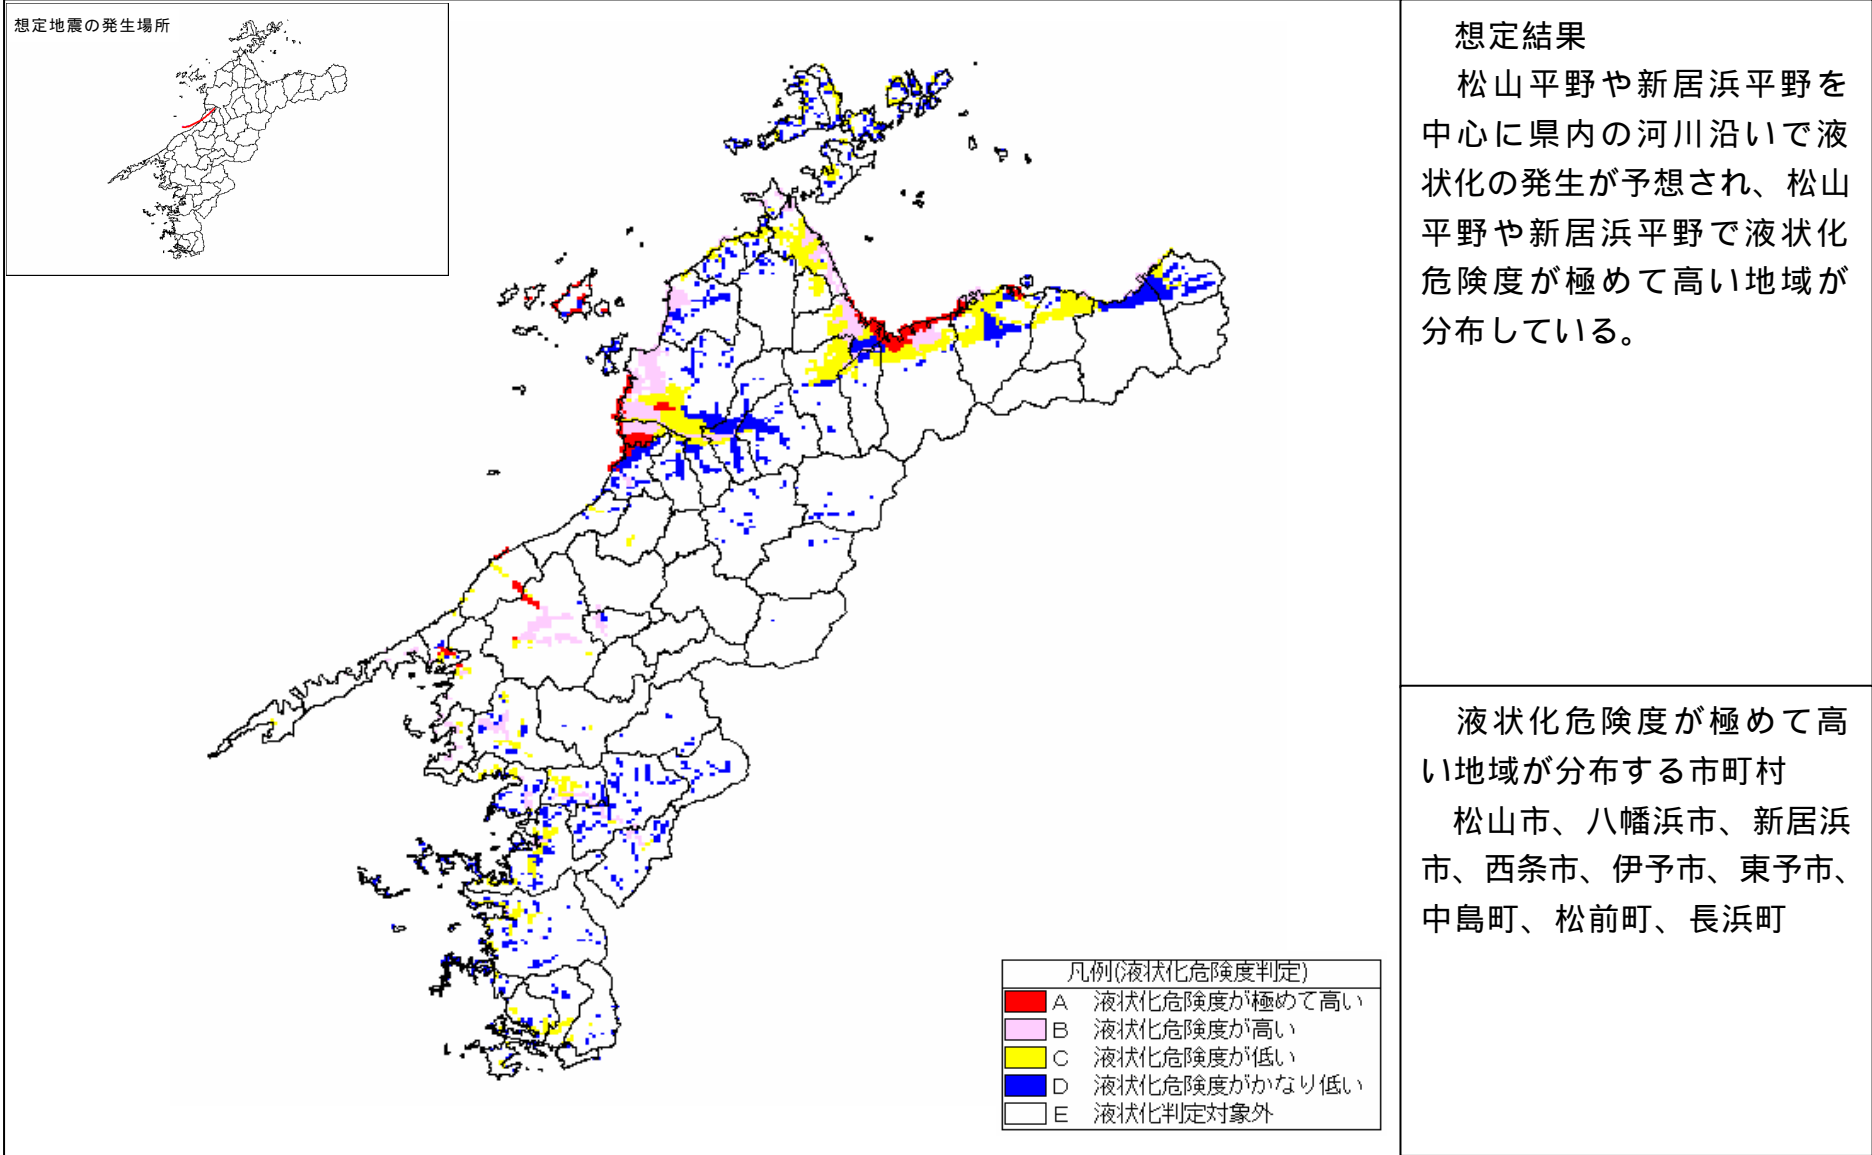 想定地震の発生場所
想定結果
松山平野や新居浜平野を
中心に県内の河川沿いで液
状化の発生が予想され、松山
平野や新居浜平野で液状化
危険度が極めて高い地域が
分布している。
液状化危険度が極めて高
い地域が分布する市町村
松山市、八幡浜市、新居浜
市、西条市、伊予市、東予市、
中島町、松前町、長浜町
凡例(液状化危険度判定)
A 液状化危険度が極めて高い
B 液状化危険度が高い
C 液状化危険度が低い
D 液状化危険度がかなり低い
E 液状化判定対象外